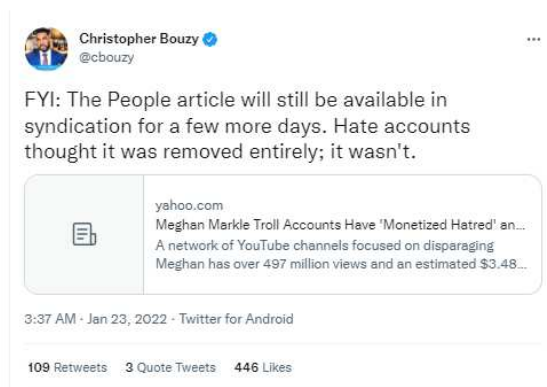 Christopher Bouzy
@cbouzy
FYI: The People article will still be available in
syndication for a few more days. Hate accounts
thought it was removed entirely; it wasn't.
yahoo.com
Meghan Markle Troll Accounts Have 'Monetized Hatred' an...
A network of YouTube channels focused on disparaging
Meghan has over 497 million views and an estimated $3.48...
3:37 AM · Jan 23, 2022 · Twitter for Android
109 Retweets 3 Quote Tweets 446 Likes